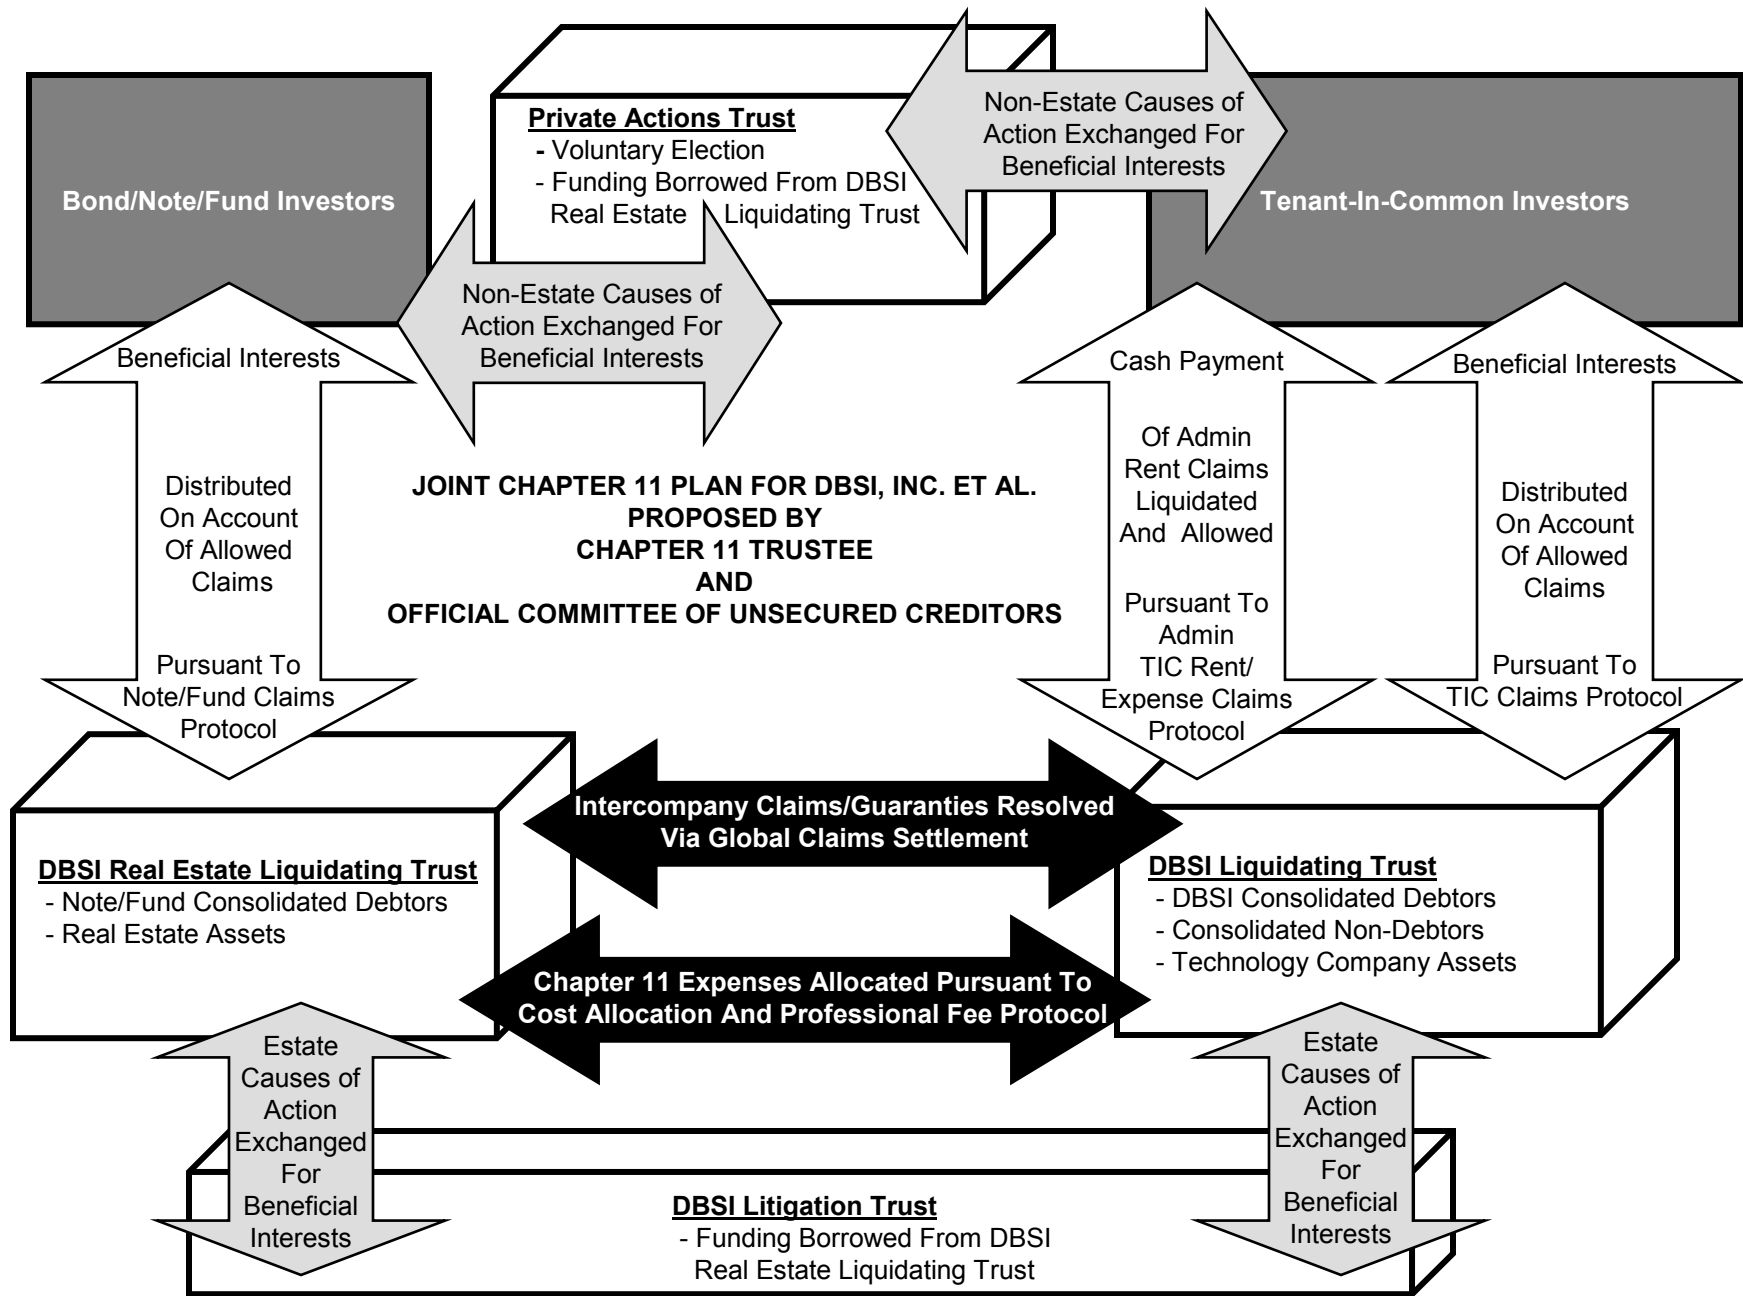 Private Actions Trust
- Voluntary Election
- Funding Borrowed From DBSI
Real Estate Liquidating Trust
Non-Estate Causes of
Action Exchanged For
Beneficial Interests
Bond/Note/Fund Investors
Tenant-In-Common Investors
Non-Estate Causes of
Action Exchanged For
Beneficial Interests
Beneficial Interests
Distributed
On Account
Of Allowed
Claims
Pursuant To
Note/Fund Claims
Protocol
JOINT CHAPTER 11 PLAN FOR DBSI, INC. ET AL.
PROPOSED BY
CHAPTER 11 TRUSTEE
AND
OFFICIAL COMMITTEE OF UNSECURED CREDITORS
Cash Payment
Of Admin
Rent Claims
Liquidated
And Allowed
Pursuant To
Admin
TIC Rent/
Expense Claims
Protocol
Beneficial Interests
Distributed
On Account
Of Allowed
Claims
Pursuant To
TIC Claims Protocol
Intercompany Claims/Guaranties Resolved
Via Global Claims Settlement
DBSI Real Estate Liquidating Trust
- Note/Fund Consolidated Debtors
- Real Estate Assets
DBSI Liquidating Trust
- DBSI Consolidated Debtors
- Consolidated Non-Debtors
- Technology Company Assets
Chapter 11 Expenses Allocated Pursuant To
Cost Allocation And Professional Fee Protocol
Estate
Causes of
Action
Exchanged
For
Beneficial
Interests
Estate
Causes of
Action
Exchanged
For
Beneficial
Interests
DBSI Litigation Trust
- Funding Borrowed From DBSI
Real Estate Liquidating Trust